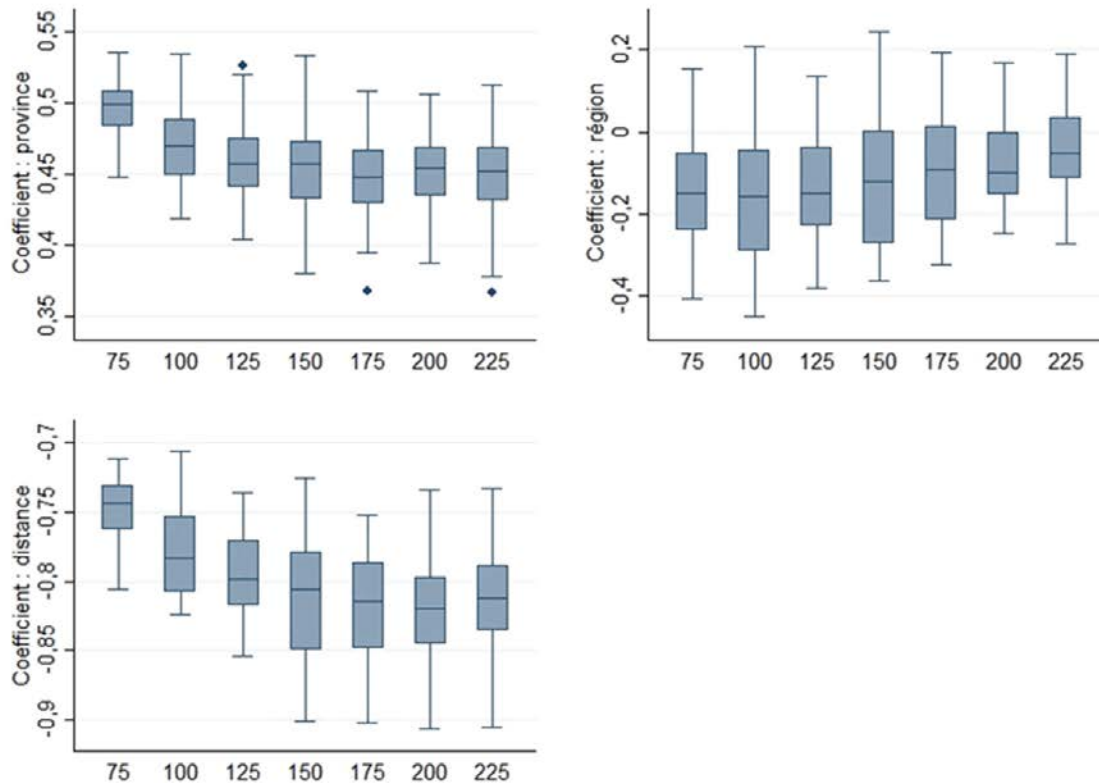 Coefficient : province
0,55
0,5
0,45
0,4
0,35
75 100 125 150 175 200 225
Coefficient : région
0,2
0
-0,2
-0,4
75 100 125 150 175 200 225
Coefficient : distance
-0,7
-0,75
-0,8
-0,85
-0,9
75 100 125 150 175 200 225